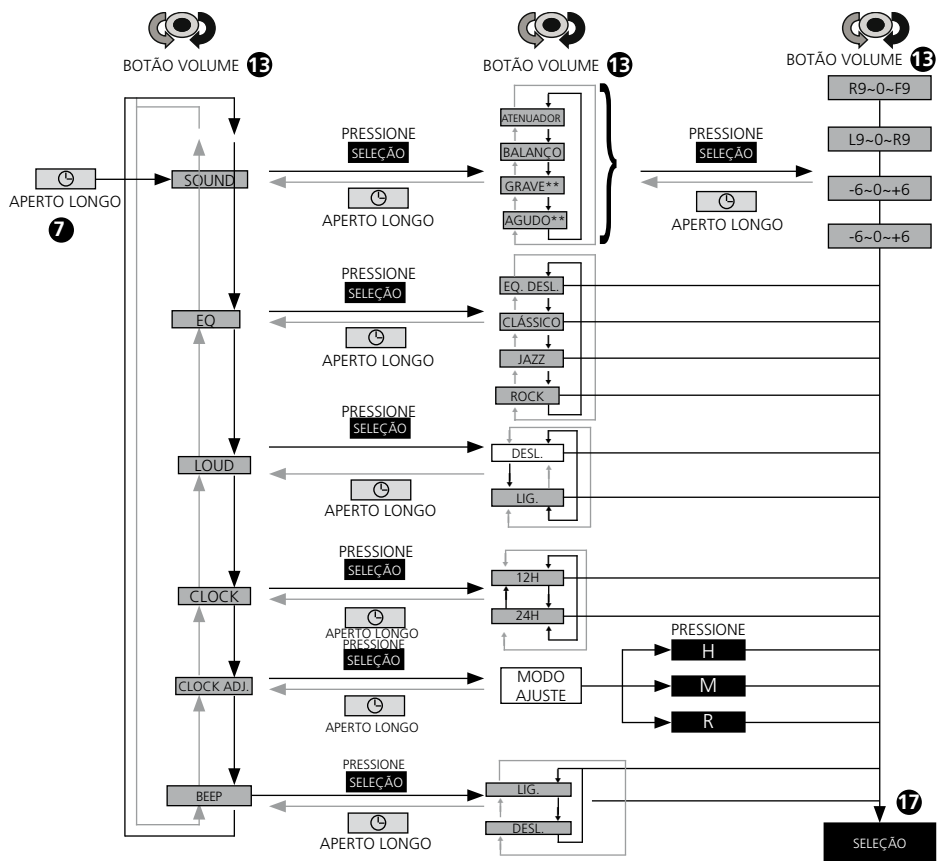 BOTÃO VOLUME 13
BOTÃO VOLUME 13
BOTÃO VOLUME 13
R9~0~F9
L9~0~R9
-6~0~+6
-6~0~+6
APERTO LONGO
7
SOUND
PRESSIONE
SELEÇÃO
APERTO LONGO
ATENUADOR
BALANÇO
GRAVE**
AGUDO**
PRESSIONE
SELEÇÃO
APERTO LONGO
EQ
PRESSIONE
SELEÇÃO
APERTO LONGO
EQ. DESL.
CLÁSSICO
JAZZ
ROCK
LOUD
PRESSIONE
SELEÇÃO
APERTO LONGO
DESL.
LIG.
CLOCK
PRESSIONE
SELEÇÃO
APERTO LONGO
12H
24H
CLOCK ADJ.
PRESSIONE
SELEÇÃO
APERTO LONGO
MODO
AJUSTE
PRESSIONE
H
M
R
BEEP
PRESSIONE
SELEÇÃO
APERTO LONGO
LIG.
DESL.
17
SELEÇÃO